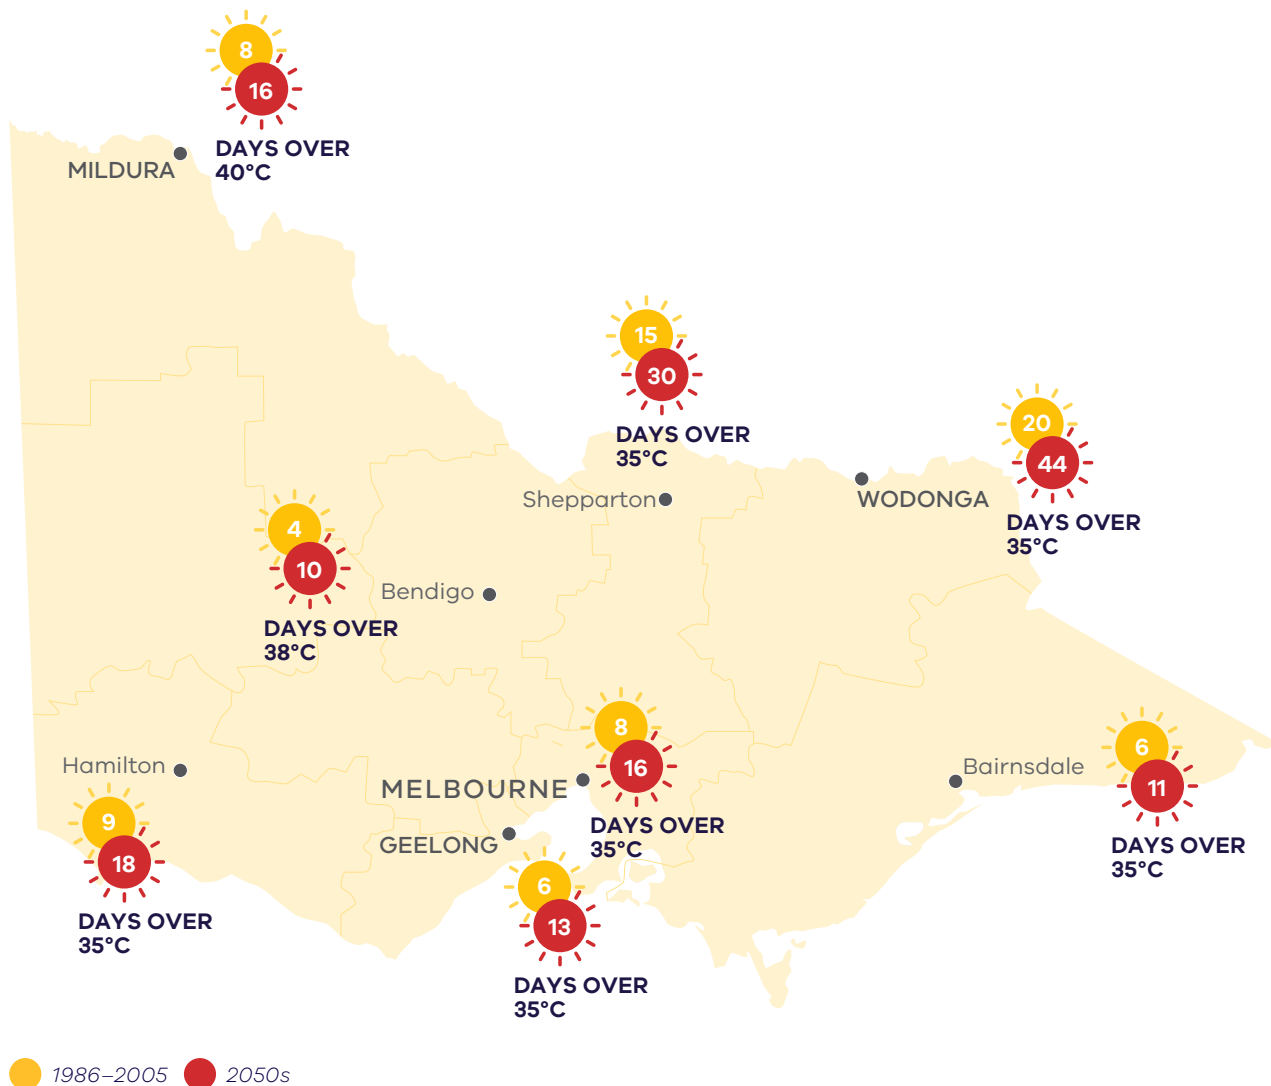 8
16
DAYS OVER
40°C
MILDURA
15
30
DAYS OVER
35°C
Shepparton
20
44
DAYS OVER
35°C
WODONGA
4
10
DAYS OVER
38°C
Bendigo
8
16
DAYS OVER
35°C
MELBOURNE
6
11
DAYS OVER
35°C
Bairnsdale
Hamilton
9
18
DAYS OVER
35°C
GEELONG
6
13
DAYS OVER
35°C
1986–2005
2050s